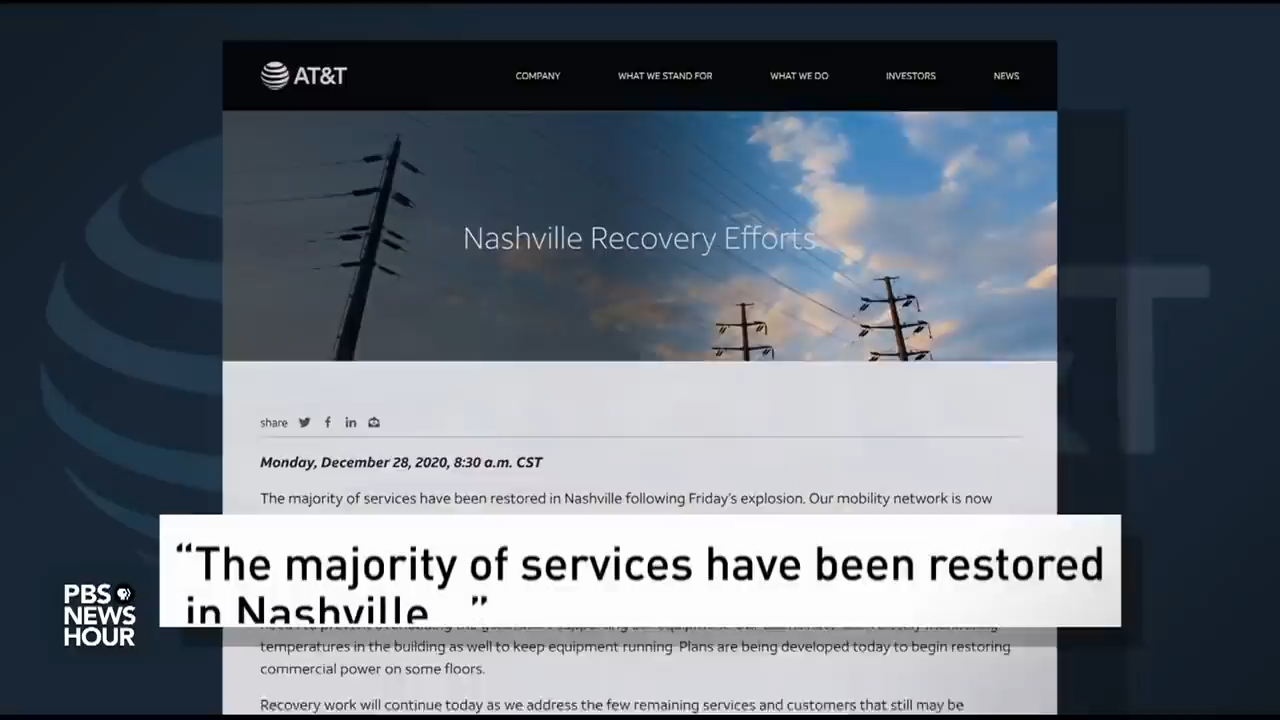 AT&T
COMPANY
WHAT WE STAND FOR
WHAT WE DO
INVESTORS
NEWS
Nashville Recovery Efforts
share
Monday, December 28, 2020, 8:30 a.m. CST
The majority of services have been restored in Nashville following Friday's explosion. Our mobility network is now
“The majority of services have been restored
in Nashville...”
temperatures in the building as well to keep equipment running. Plans are being developed today to begin restoring
commercial power on some floors.
Recovery work will continue today as we address the few remaining services and customers that still may be
PBS
NEWS
HOUR
T